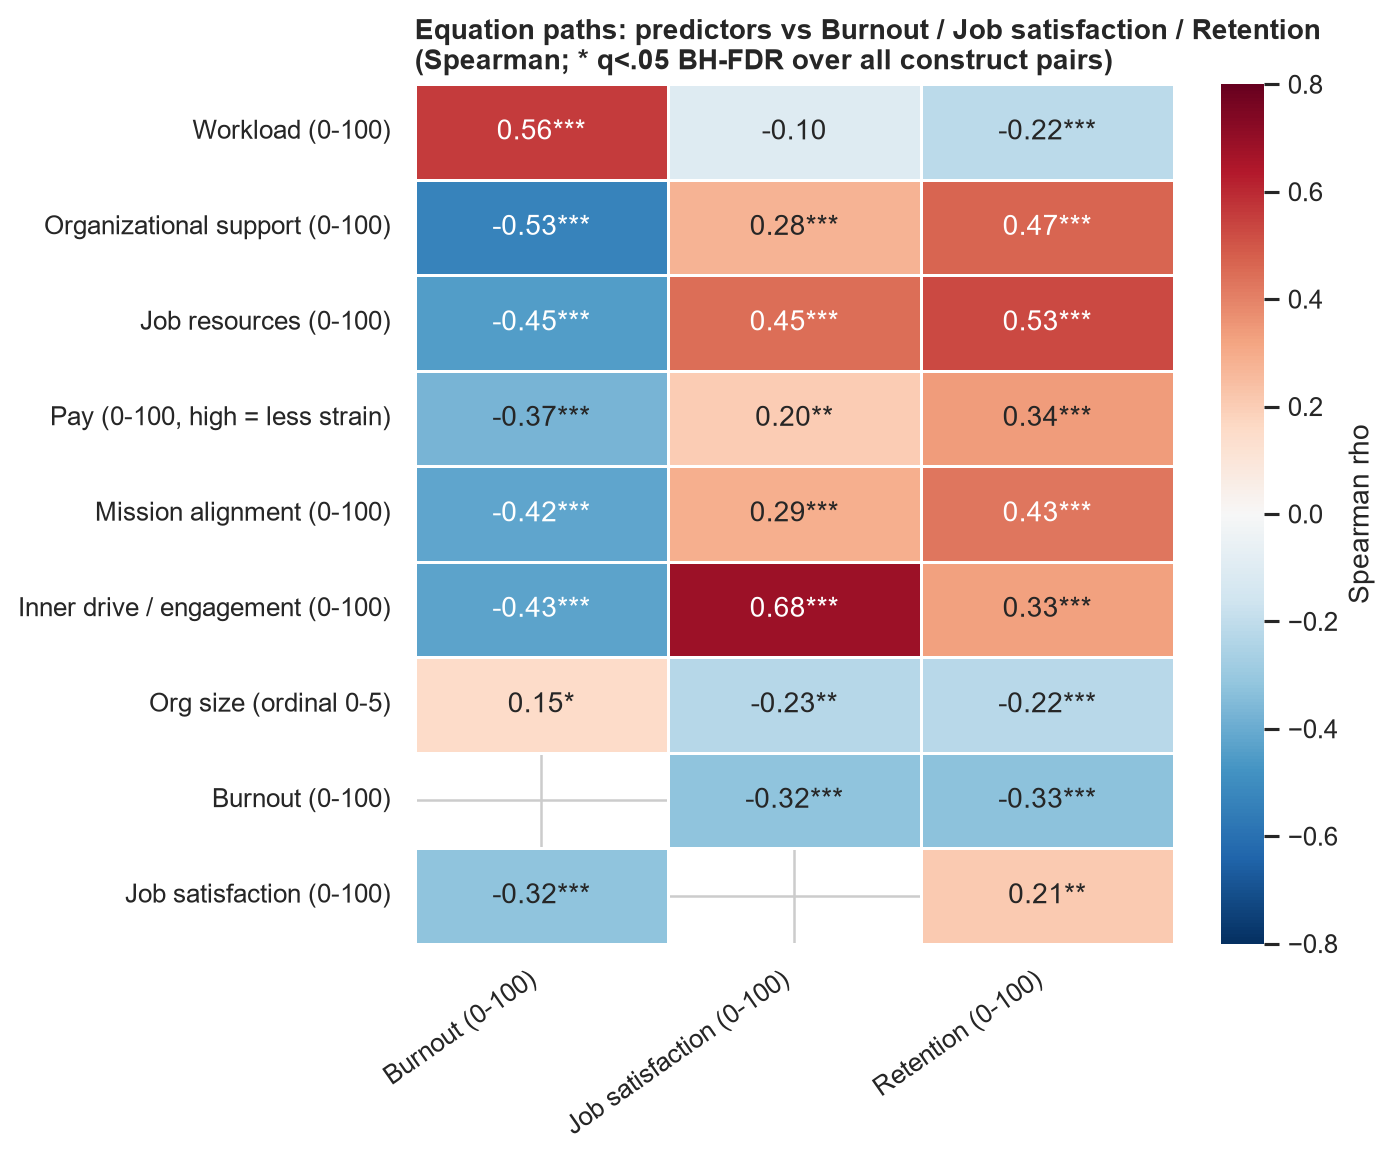 Equation paths: predictors vs Burnout / Job satisfaction / Retention
(Spearman; * q<.05 BH-FDR over all construct pairs)
Workload (0-100) 0.56*** -0.10 -0.22***
Organizational support (0-100) -0.53*** 0.28*** 0.47***
Job resources (0-100) -0.45*** 0.45*** 0.53***
Pay (0-100, high = less strain) -0.37*** 0.20** 0.34***
Mission alignment (0-100) -0.42*** 0.29*** 0.43***
Inner drive / engagement (0-100) -0.43*** 0.68*** 0.33***
Org size (ordinal 0-5) 0.15* -0.23** -0.22***
Burnout (0-100) -0.32*** -0.33***
Job satisfaction (0-100) -0.32*** 0.21**
Burnout (0-100)
Job satisfaction (0-100)
Retention (0-100)
0.8
0.6
0.4
0.2
0.0
−0.2
−0.4
−0.6
−0.8
Spearman rho